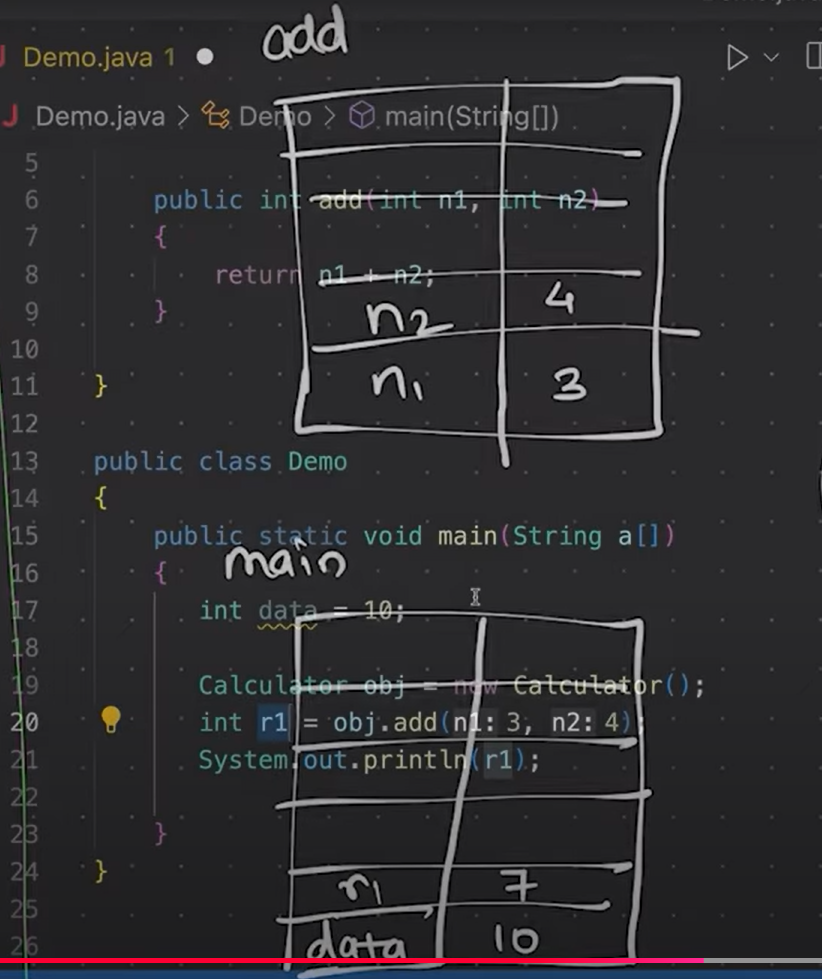 add
Demo.java 1
Demo.java > Demo > main(String[])
5
6 public int add(int n1, int n2)
7 {
8 return n1 + n2;
9 }
10
11 }
12
13 public class Demo
14 {
15 public static void main(String a[])
16 {
17 int data = 10;
18
19 Calculator obj = new Calculator();
20 int r1 = obj.add(n1: 3, n2: 4);
21 System.out.println(r1);
22
23 }
24 }
25
26
n2 4
n1 3
main
r1 7
data 10